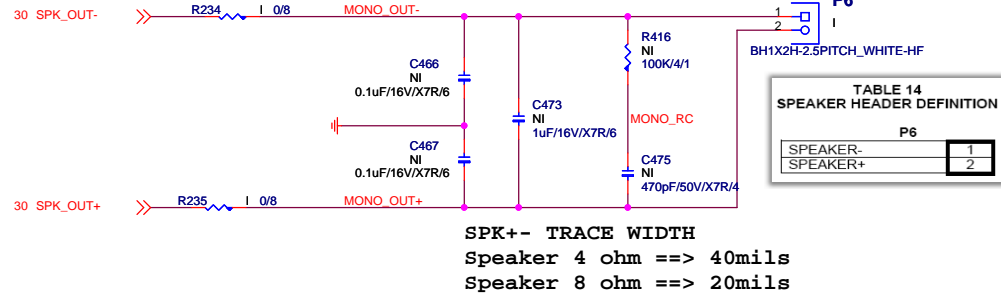 30 SPK_OUT-
R234
I 0/8
MONO_OUT-
1
2
P6
I
BH1X2H-2.5PITCH_WHITE-HF
R416
NI
100K/4/1
C466
NI
0.1uF/16V/X7R/6
C473
NI
1uF/16V/X7R/6
MONO_RC
C467
NI
0.1uF/16V/X7R/6
C475
NI
470pF/50V/X7R/4
30 SPK_OUT+
R235
I 0/8
MONO_OUT+
TABLE 14
SPEAKER HEADER DEFINITION
P6
SPEAKER- 1
SPEAKER+ 2
SPK+- TRACE WIDTH
Speaker 4 ohm ==> 40mils
Speaker 8 ohm ==> 20mils